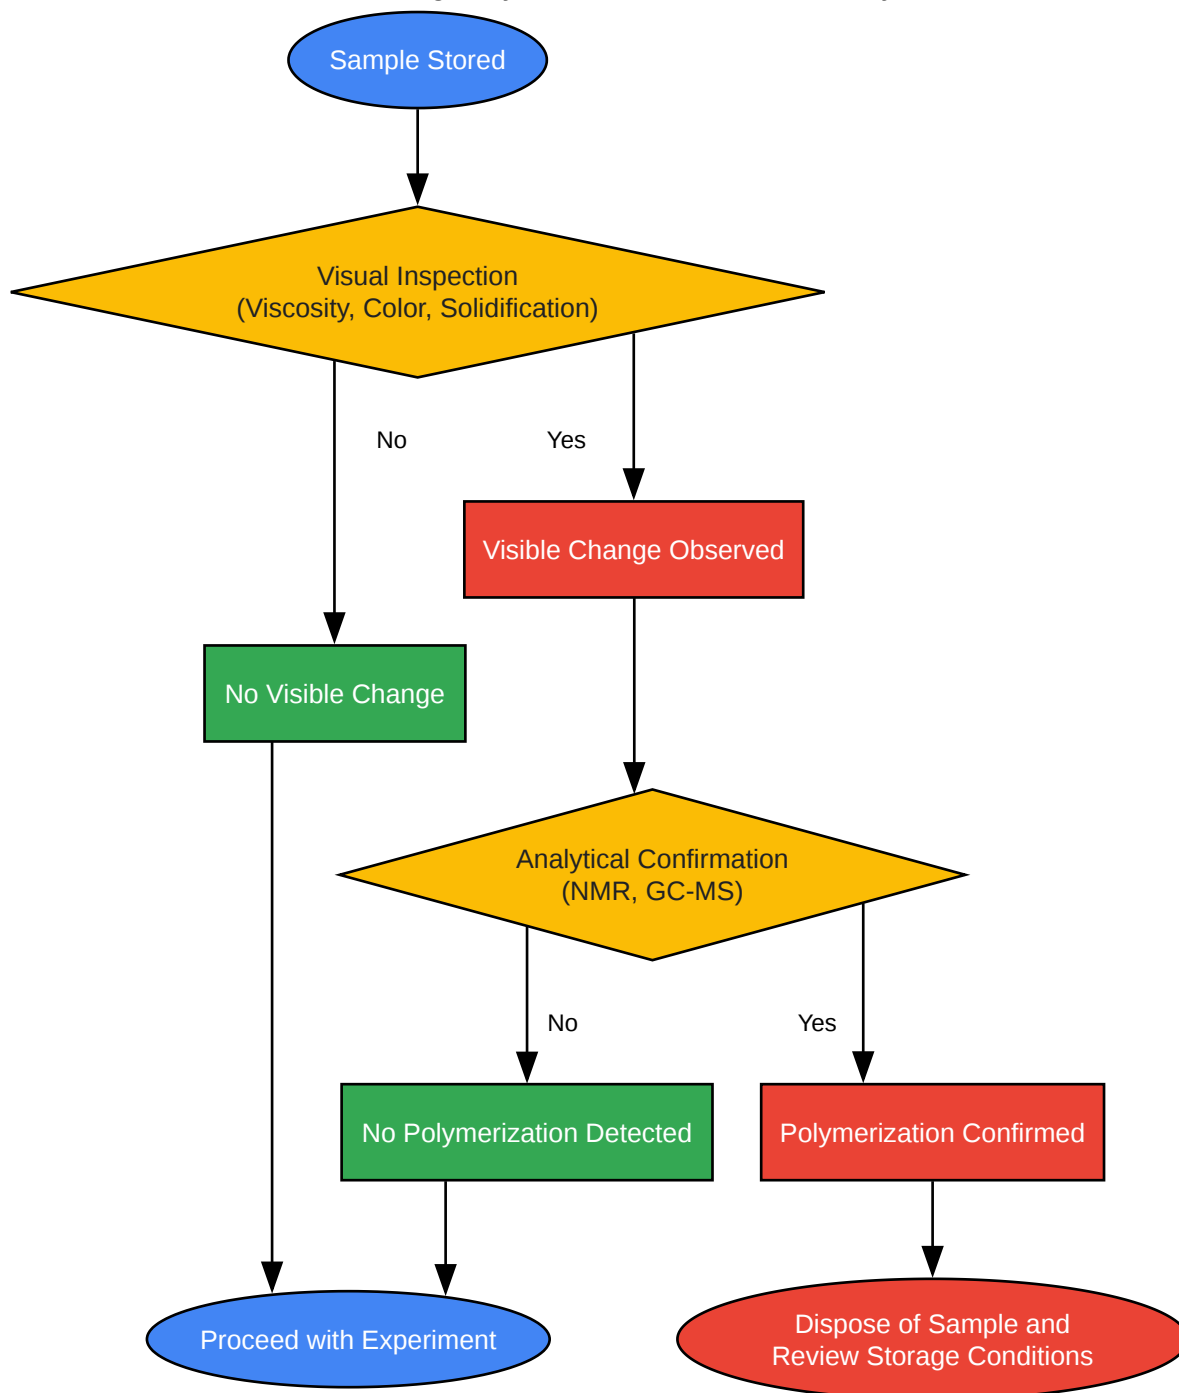 Sample Stored
Visual Inspection
(Viscosity, Color, Solidification)
No
Yes
Visible Change Observed
No Visible Change
Analytical Confirmation
(NMR, GC-MS)
No
Yes
No Polymerization Detected
Polymerization Confirmed
Proceed with Experiment
Dispose of Sample and
Review Storage Conditions